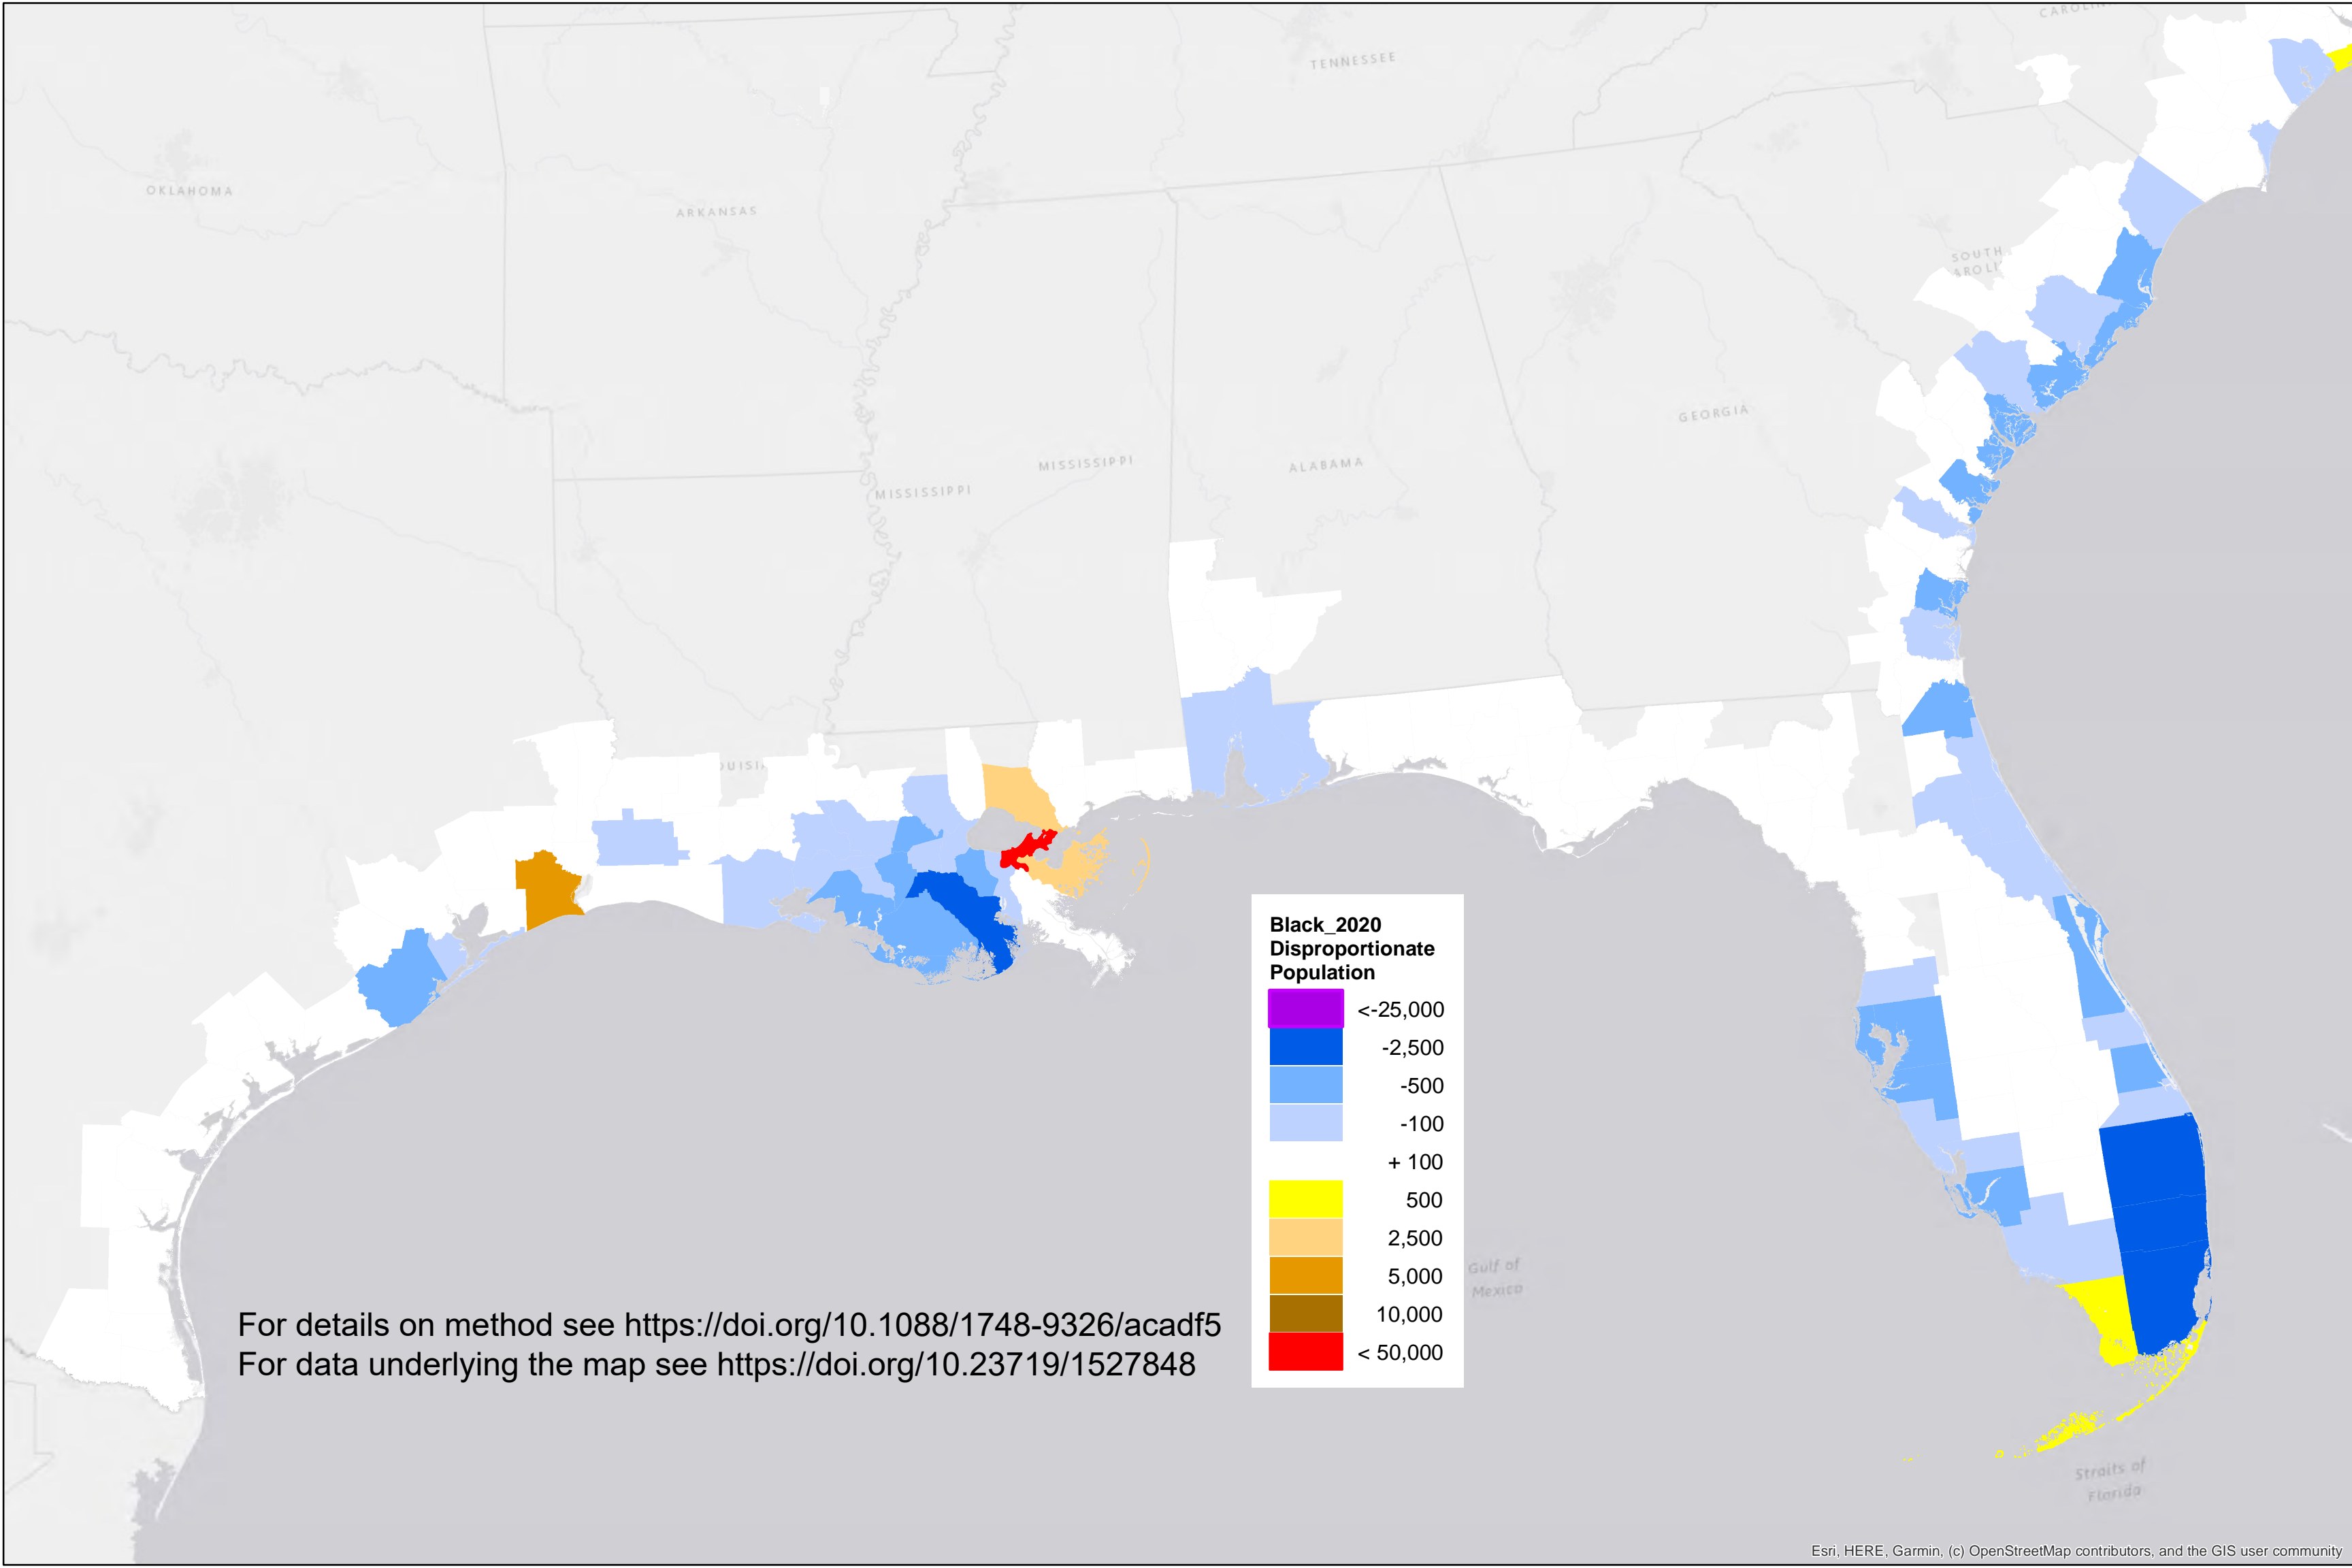 CAROLIN
TENNESSEE
OKLAHOMA
ARKANSAS
SOUTH
AROLI
GEORGIA
MISSISSIPPI
ALABAMA
MISSISSIPPI
OUISI
Black_2020
Disproportionate
Population
<-25,000
-2,500
-500
-100
+ 100
500
2,500
5,000
10,000
< 50,000
Gulf of
Mexico
For details on method see https://doi.org/10.1088/1748-9326/acadf5
For data underlying the map see https://doi.org/10.23719/1527848
Straits of
Florida
Esri, HERE, Garmin, (c) OpenStreetMap contributors, and the GIS user community